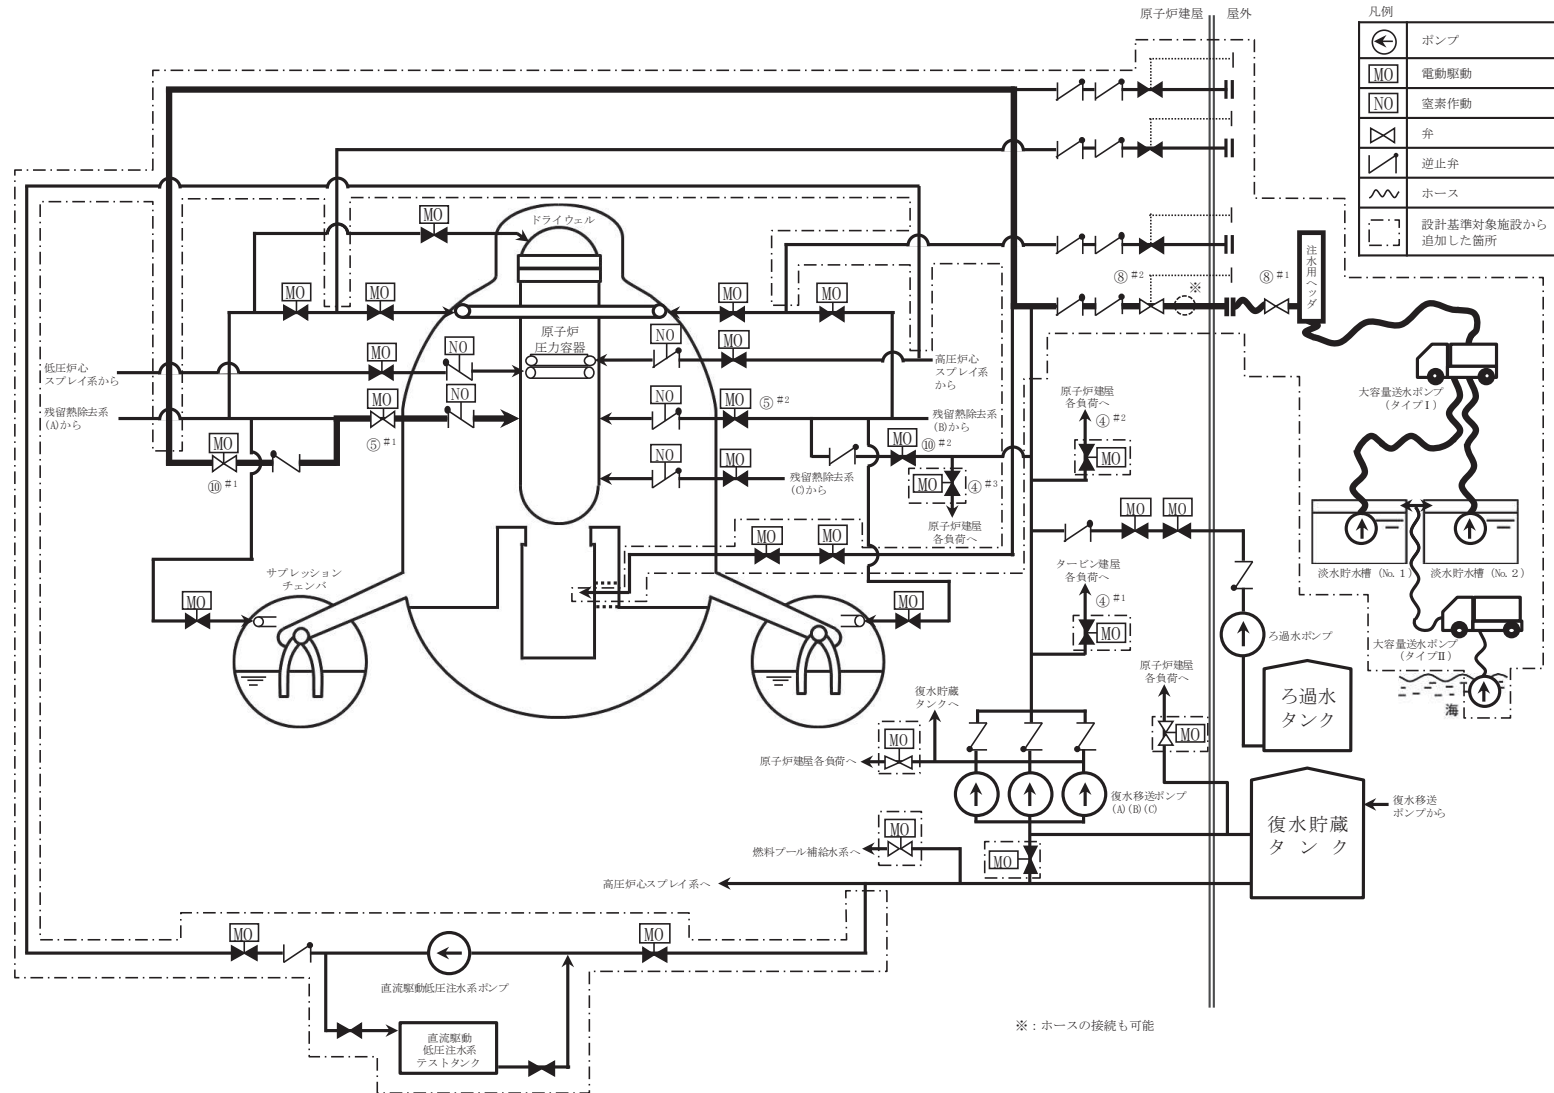 原子炉建屋
屋外
凡例
ポンプ
MO
電動駆動
NO
窒素作動
弁
逆止弁
ホース
設計基準対象施設から
追加した箇所
MO
ドライウェル
MO
MO
MO
MO
⑧#2
※
⑧#1
注水用ヘッダ
原子炉
圧力容器
低圧炉心
スプレイ系から
MO
NO
NO
MO
高圧炉心
スプレイ系
から
大容量送水ポンプ
(タイプⅠ)
残留熱除去系
(A)から
MO
NO
⑤#1
NO
MO
⑤#2
残留熱除去系
(B)から
原子炉建屋
各負荷へ
④#2
MO
MO
⑩#1
MO
⑩#2
NO
MO
残留熱除去系
(C)から
MO
④#3
原子炉建屋
各負荷へ
MO
MO
MO
MO
淡水貯水槽(No.1)
淡水貯水槽(No.2)
サプレッション
チェンバ
MO
MO
タービン建屋
各負荷へ
④#1
MO
ろ過水ポンプ
大容量送水ポンプ
(タイプⅡ)
海
ろ過水
タンク
原子炉建屋
各負荷へ
MO
復水貯蔵
タンクへ
MO
原子炉建屋各負荷へ
復水移送ポンプ
(A)(B)(C)
復水貯蔵
タンク
復水移送
ポンプから
MO
燃料プール補給水系へ
MO
高圧炉心スプレイ系へ
MO
MO
直流駆動低圧注水系ポンプ
直流駆動
低圧注水系
テストタンク
※:ホースの接続も可能